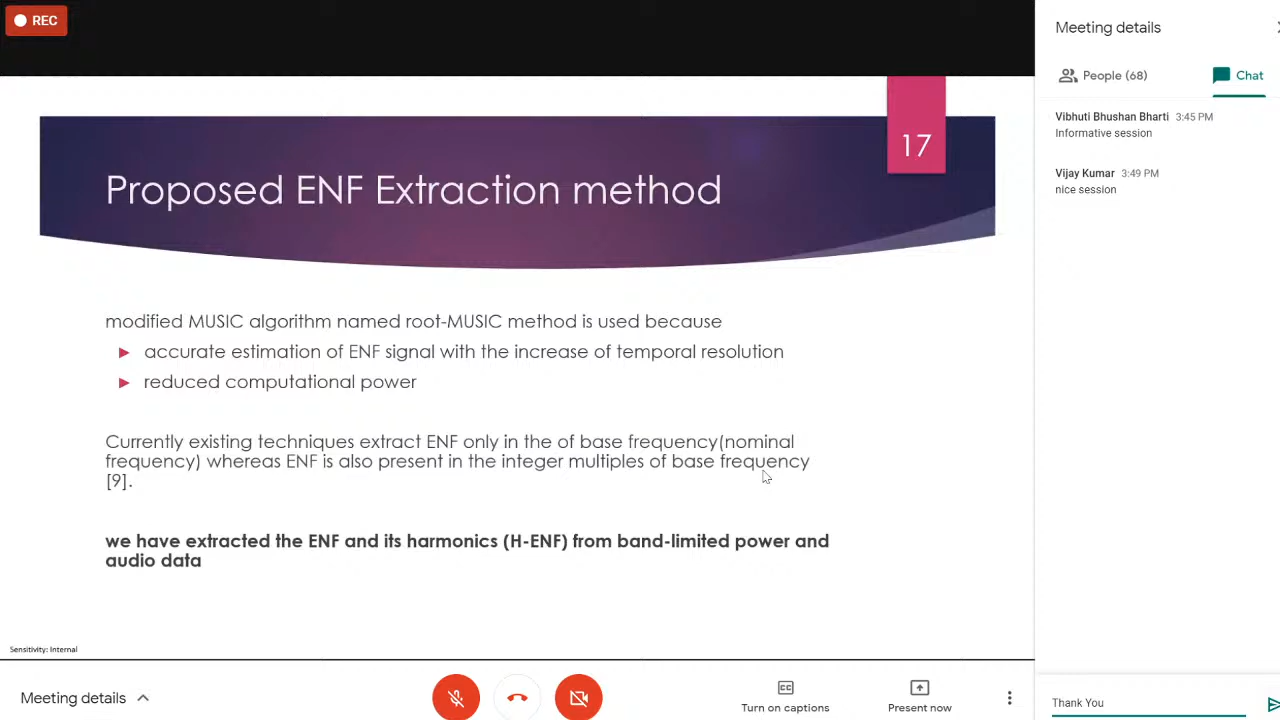 REC
17
Proposed ENF Extraction method
modified MUSIC algorithm named root-MUSIC method is used because
accurate estimation of ENF signal with the increase of temporal resolution
reduced computational power
Currently existing techniques extract ENF only in the of base frequency(nominal
frequency) whereas ENF is also present in the integer multiples of base frequency
[9].
we have extracted the ENF and its harmonics (H-ENF) from band-limited power and
audio data
Sensitivity: Internal
Meeting details
Turn on captions
Present now
Meeting details
People (68)
Chat
Vibhuti Bhushan Bharti 3:45 PM
Informative session
Vijay Kumar 3:49 PM
nice session
Thank You